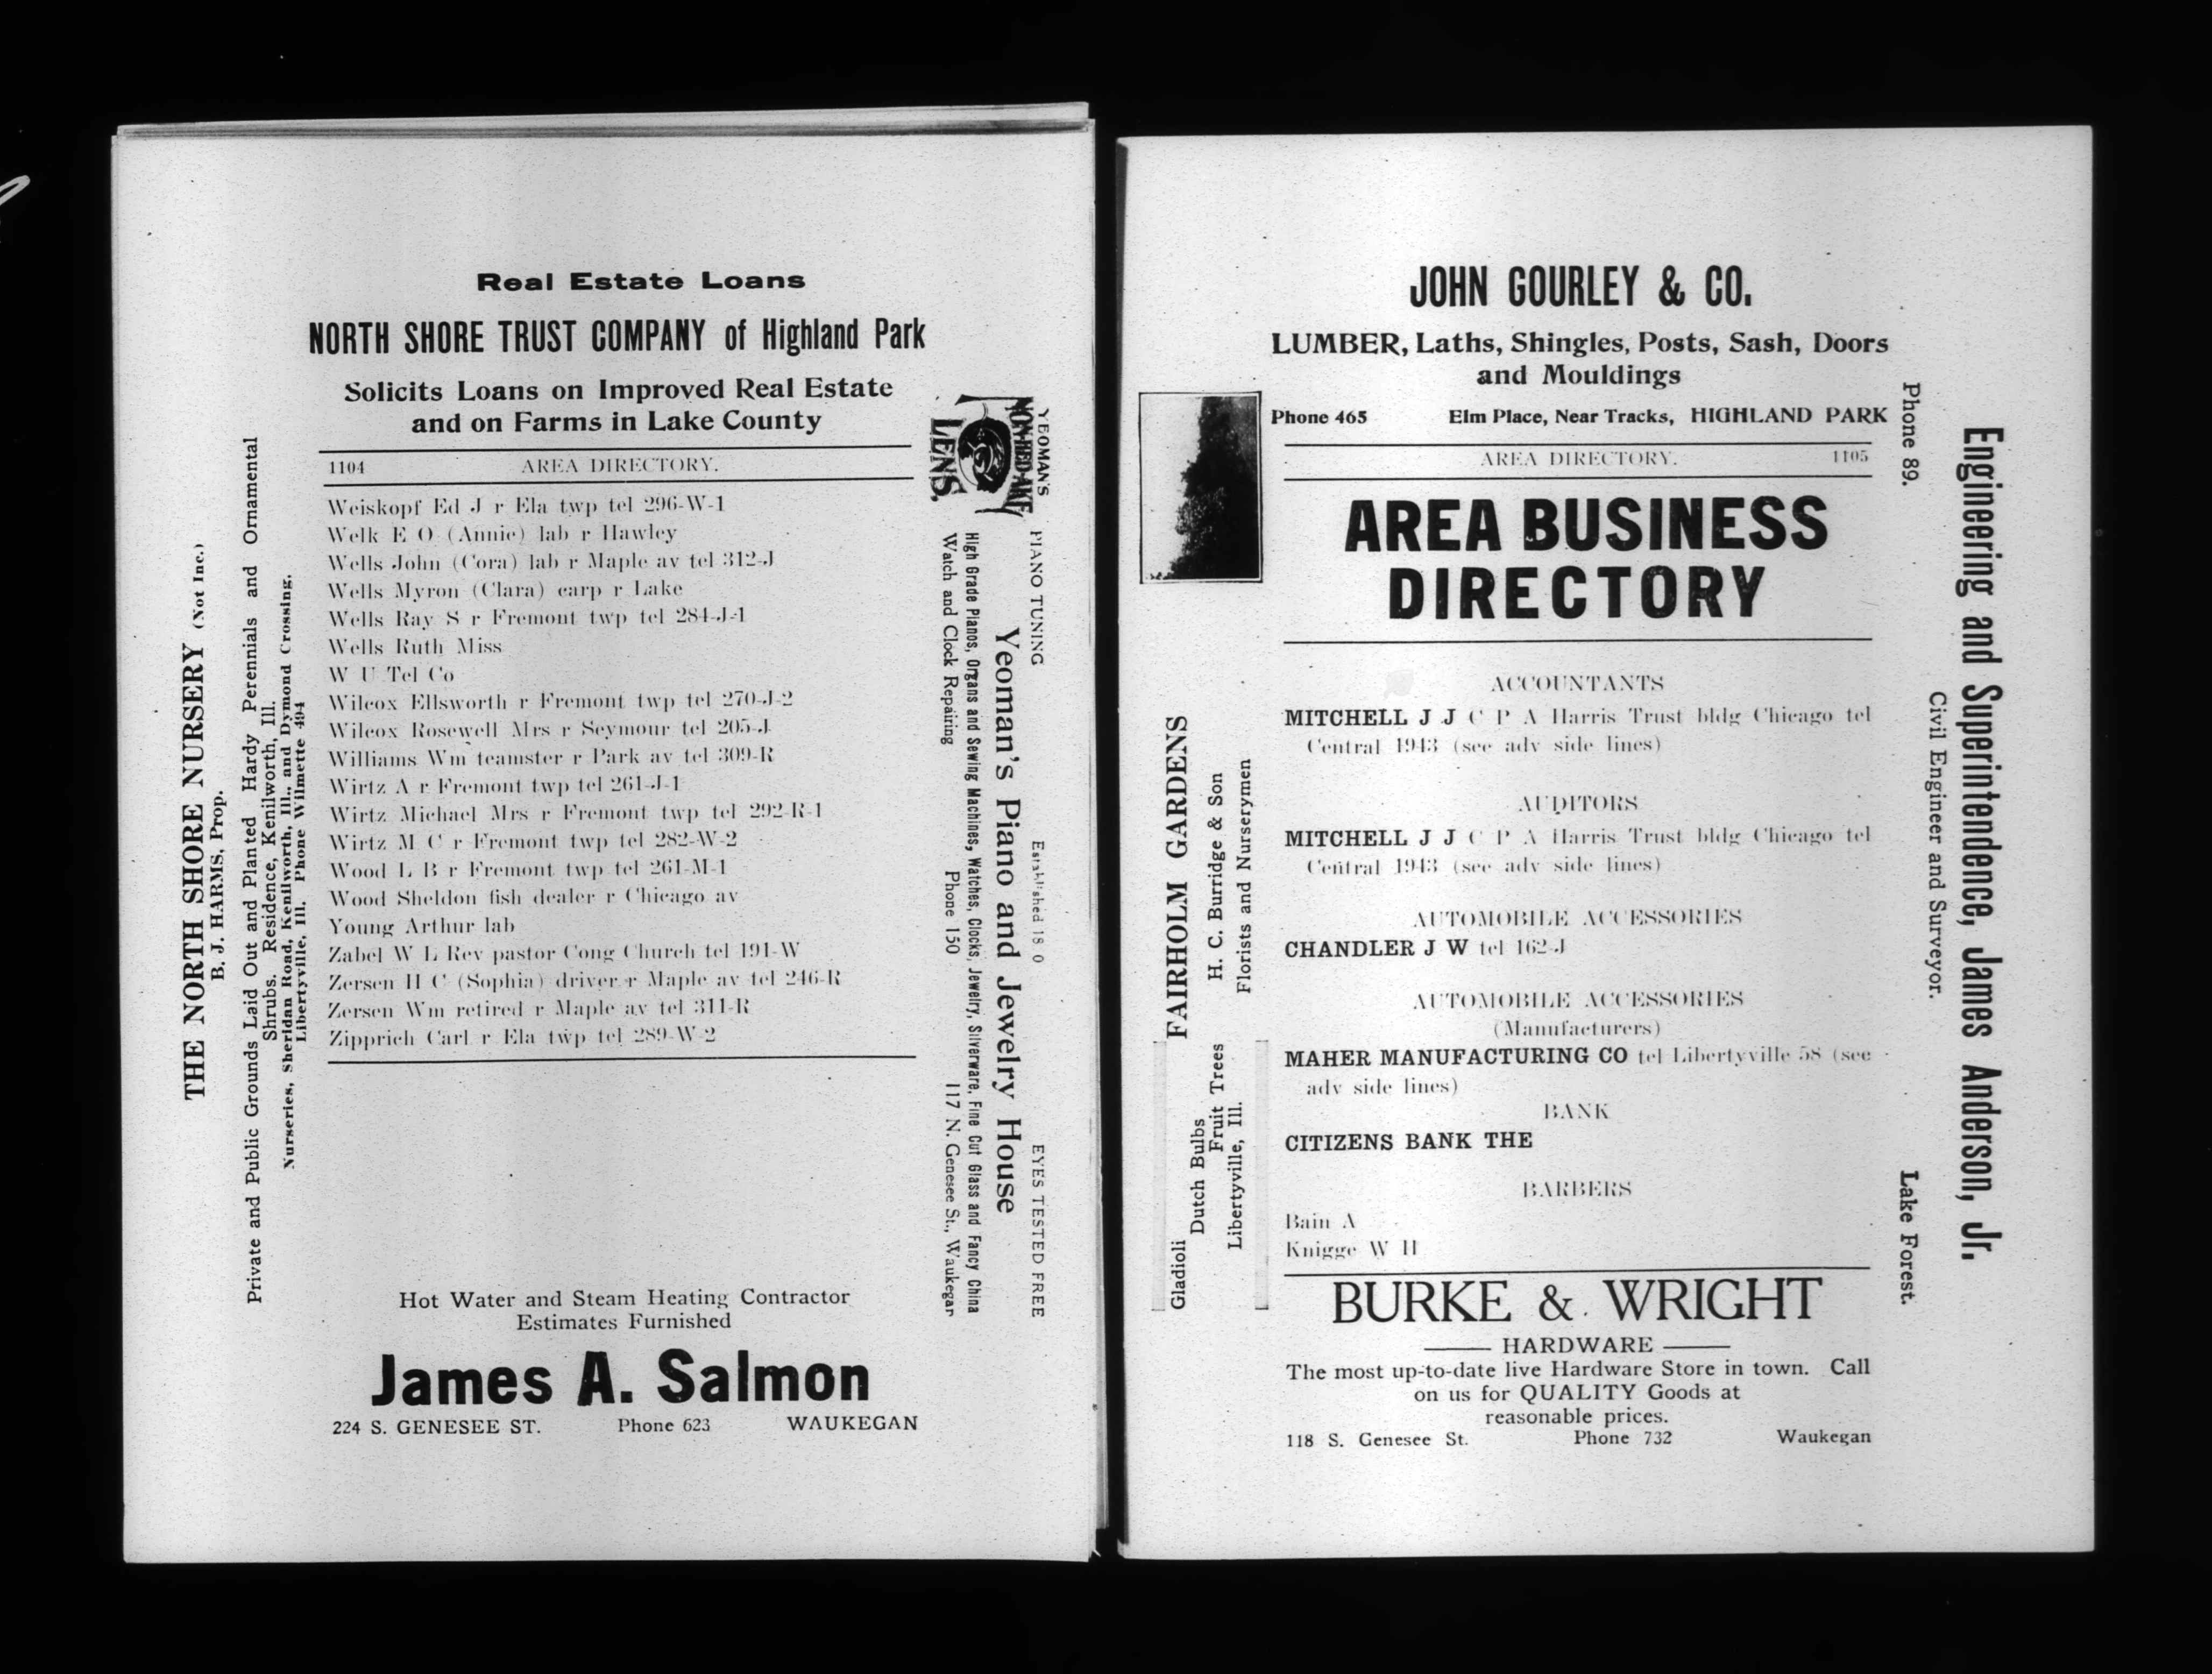 Real Estate Loans
NORTH SHORE TRUST COMPANY of Highland Park
Solicits Loans on Improved Real Estate
and on Farms in Lake County
1104 AREA DIRECTORY.
Weiskopf Ed J r Ela twp tel 296-W-1
Welk E O (Annie) lab r Hawley
Wells John (Cora) lab r Maple av tel 312-J
Wells Myron (Clara) carp r Lake
Wells Ray S r Fremont twp tel 284-J-1
Wells Ruth Miss
W U Tel Co
Wilcox Ellsworth r Fremont twp tel 270-J-2
Wilcox Rosewell Mrs r Seymour tel 205-J
Williams Wm teamster r Park av tel 309-R
Wirtz A r Fremont twp tel 261-J-1
Wirtz Michael Mrs r Fremont twp tel 292-R-1
Wirtz M C r Fremont twp tel 282-W-2
Wood L B r Fremont twp tel 261-M-1
Wood Sheldon fish dealer r Chicago av
Young Arthur lab
Zabel W L Rev pastor Cong Church tel 191-W
Zersen H C (Sophia) driver r Maple av tel 246-R
Zersen Wm retired r Maple av tel 311-R
Zipprich Carl r Ela twp tel 289-W-2
Hot Water and Steam Heating Contractor
Estimates Furnished
James A. Salmon
224 S. GENESEE ST. Phone 623 WAUKEGAN
THE NORTH SHORE NURSERY (Not Inc.)
B. J. HARMS, Prop.
Private and Public Grounds Laid Out and Planted Hardy Perennials and Ornamental
Shrubs. Residence, Kenilworth, Ill.
Nurseries, Sheridan Road, Kenilworth, Ill., and Dymond Crossing,
Libertyville, Ill. Phone Wilmette 494
YEOMAN'S
NON-HED-AKE
LENS.
PIANO TUNING Established 18 0 EYES TESTED FREE
Yeoman's Piano and Jewelry House
High Grade Pianos, Organs and Sewing Machines, Watches, Clocks, Jewelry, Silverware, Fine Cut Glass and Fancy China
Watch and Clock Repairing Phone 150 117 N. Genesee St., Waukegar
JOHN GOURLEY & CO.
LUMBER, Laths, Shingles, Posts, Sash, Doors
and Mouldings
Phone 465 Elm Place, Near Tracks, HIGHLAND PARK
AREA DIRECTORY. 1105
AREA BUSINESS
DIRECTORY
ACCOUNTANTS
MITCHELL J J C P A Harris Trust bldg Chicago tel
Central 1943 (see adv side lines)
AUDITORS
MITCHELL J J C P A Harris Trust bldg Chicago tel
Central 1943 (see adv side lines)
AUTOMOBILE ACCESSORIES
CHANDLER J W tel 162-J
AUTOMOBILE ACCESSORIES
(Manufacturers)
MAHER MANUFACTURING CO tel Libertyville 58 (see
adv side lines)
BANK
CITIZENS BANK THE
BARBERS
Bain A
Knigge W H
BURKE & WRIGHT
HARDWARE
The most up-to-date live Hardware Store in town. Call
on us for QUALITY Goods at
reasonable prices.
118 S. Genesee St. Phone 732 Waukegan
FAIRHOLM GARDENS
H. C. Burridge & Son
Florists and Nurserymen
Gladioli
Dutch Bulbs
Fruit Trees
Libertyville, Ill.
Engineering and Superintendence, James Anderson, Jr.
Civil Engineer and Surveyor.
Phone 89. Lake Forest.